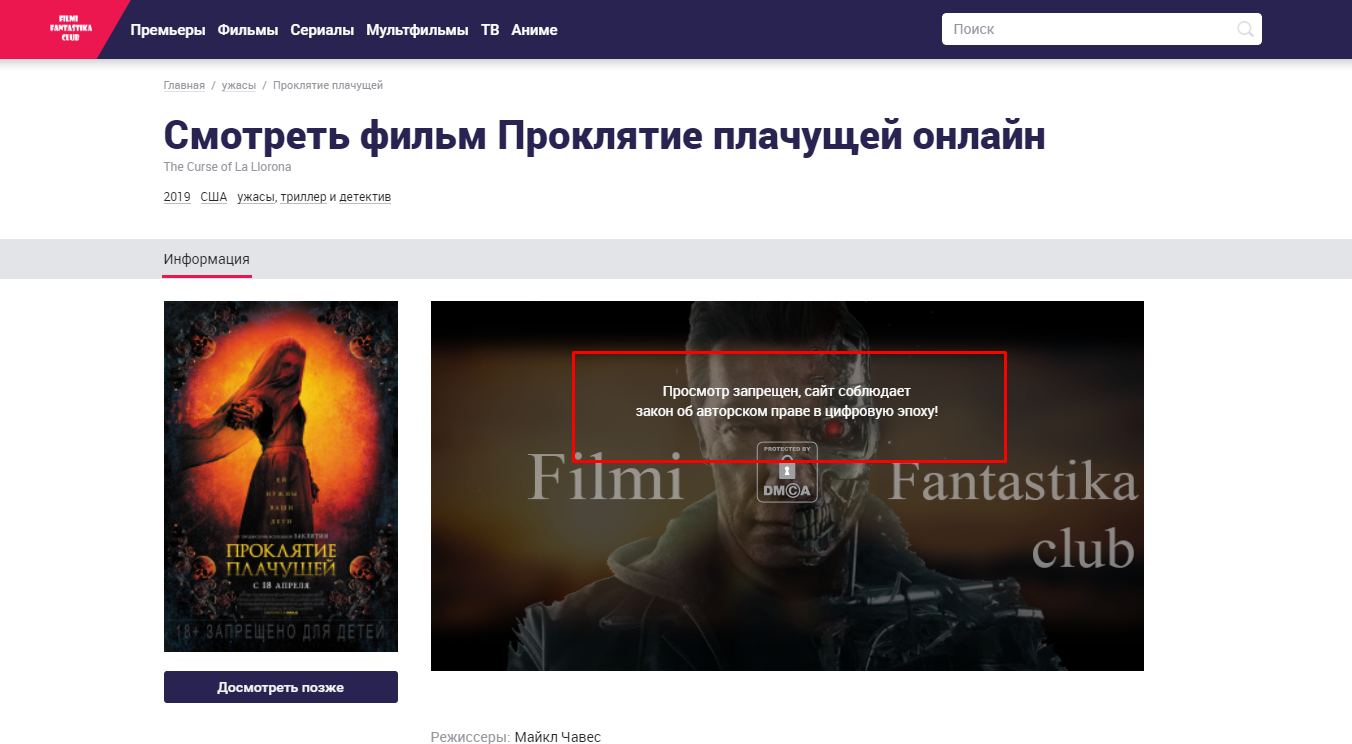 FILMI
FANTASTIKA
CLUB
Премьеры Фильмы Сериалы Мультфильмы ТВ Аниме
Поиск
Главная / ужасы / Проклятие плачущей
Смотреть фильм Проклятие плачущей онлайн
The Curse of La Llorona
2019 США ужасы, триллер и детектив
Информация
ЕЙ
НУЖНЫ
ВАШИ
ДЕТИ
ОТ ПРОДЮСЕРОВ ВСЕЛЕННОЙ ЗАКЛЯТИЯ
ПРОКЛЯТИЕ
ПЛАЧУЩЕЙ
С 18 АПРЕЛЯ
18+ ЗАПРЕЩЕНО ДЛЯ ДЕТЕЙ
Досмотреть позже
Просмотр запрещен, сайт соблюдает
закон об авторском праве в цифровую эпоху!
PROTECTED BY
DMCA
Filmi Fantastika
club
Режиссеры: Майкл Чавес